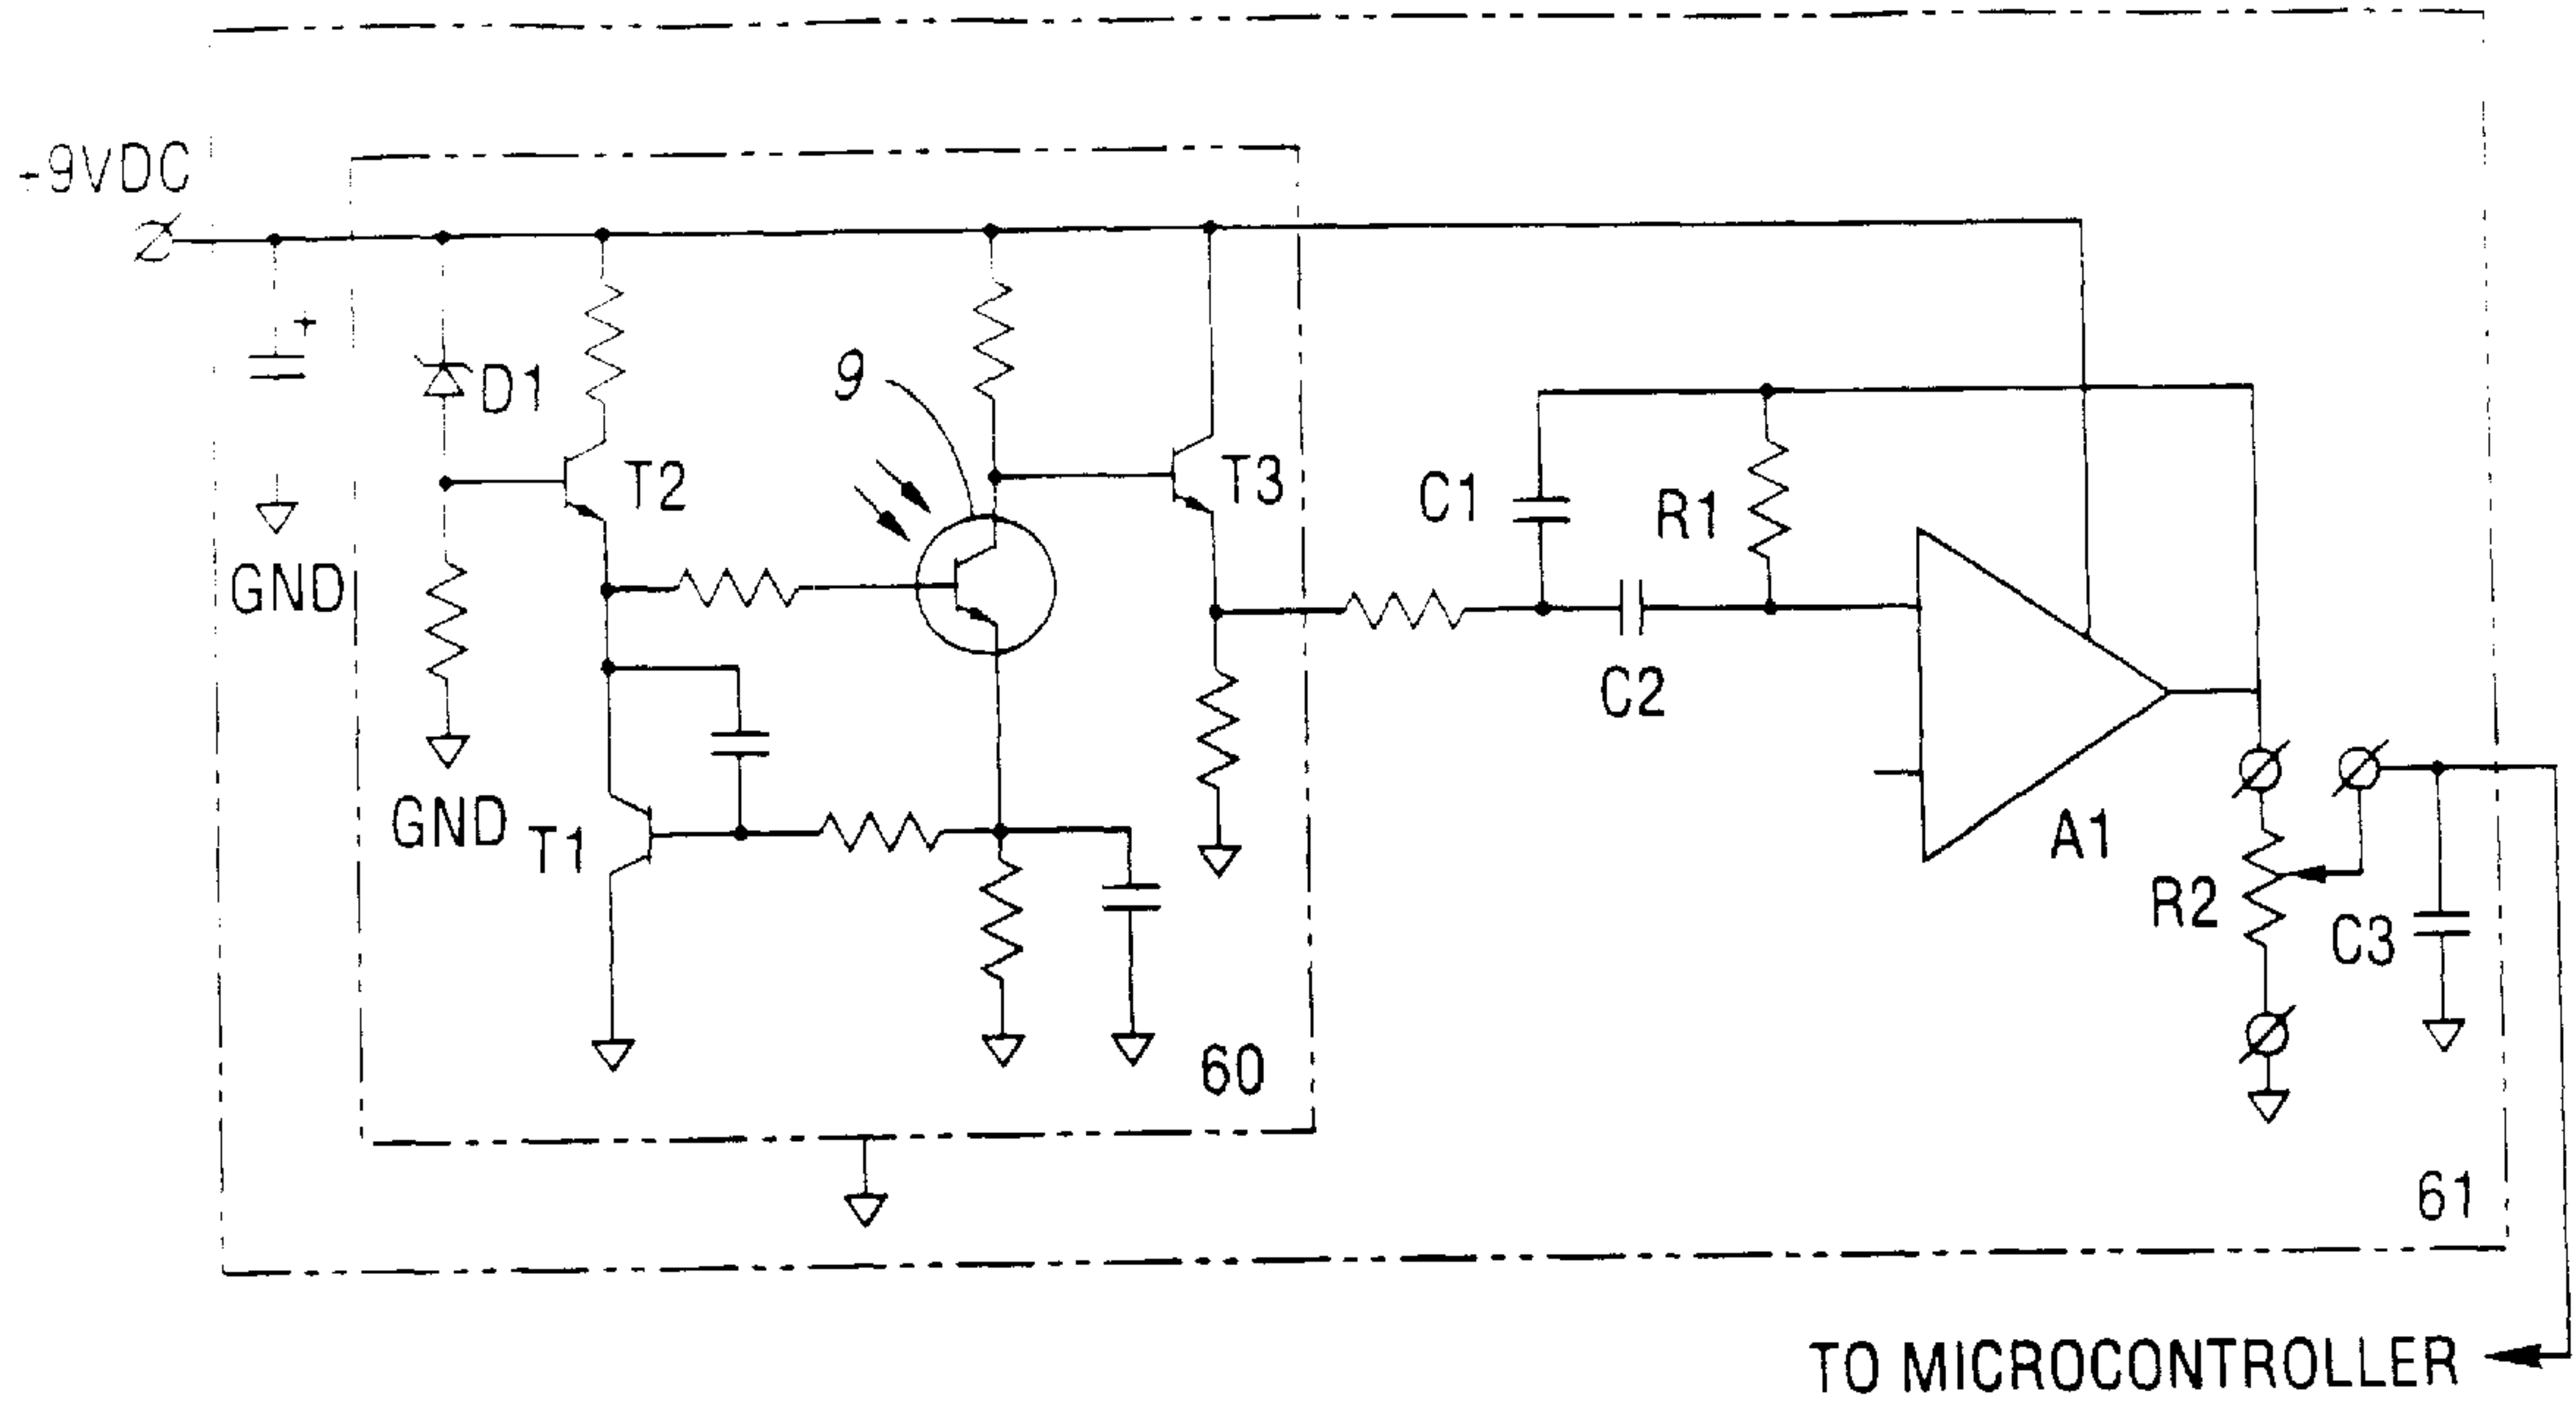 +9VDC
9
D1
T2
T3
C1
R1
GND
C2
GND
T1
A1
R2
C3
60
61
TO MICROCONTROLLER